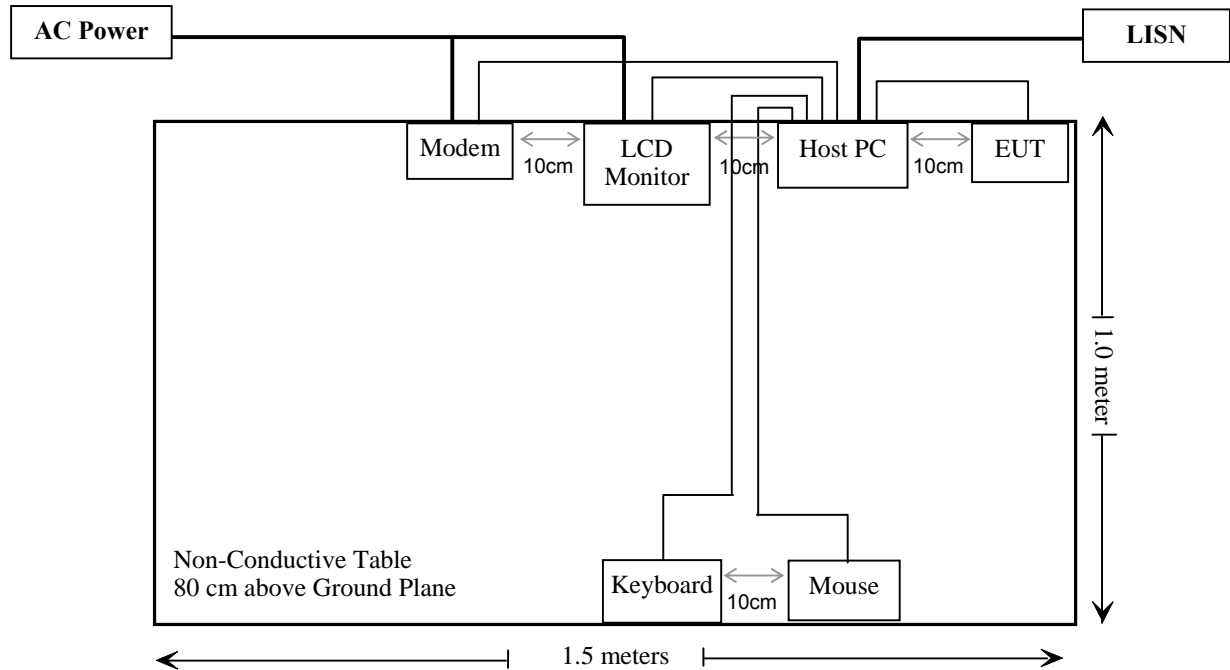 AC Power
LISN
Modem
LCD
Monitor
Host PC
EUT
10cm
10cm
10cm
1.0 meter
Non-Conductive Table
80 cm above Ground Plane
Keyboard
Mouse
10cm
1.5 meters